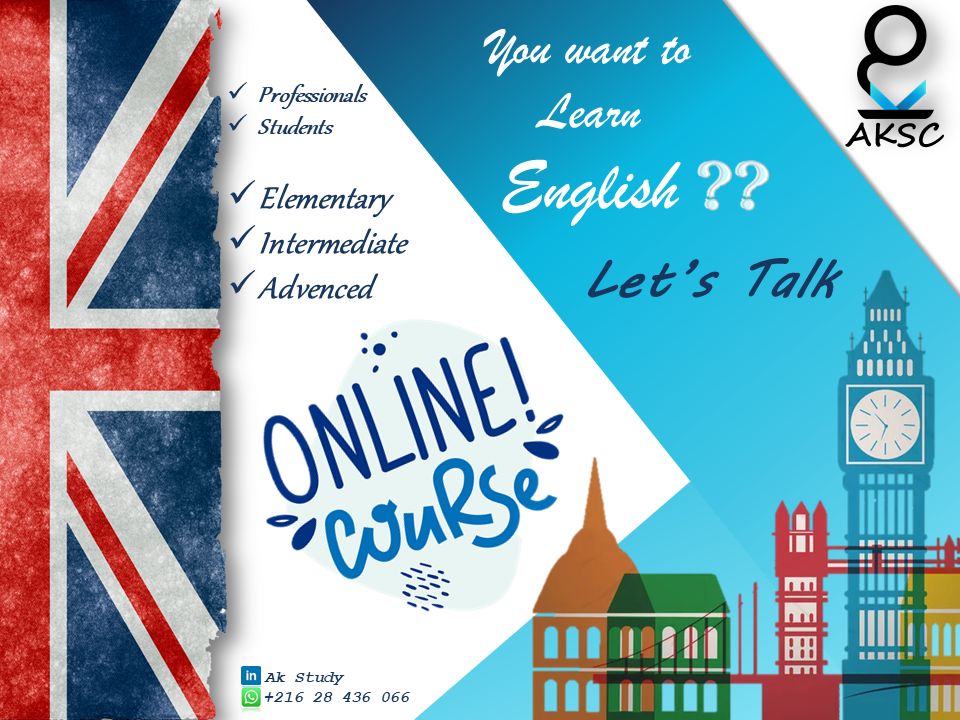 You want to
Learn
English ??
Let's Talk
AKSC
Professionals
Students
Elementary
Intermediate
Advenced
ONLINE!
COURSE
in Ak Study
+216 28 436 066